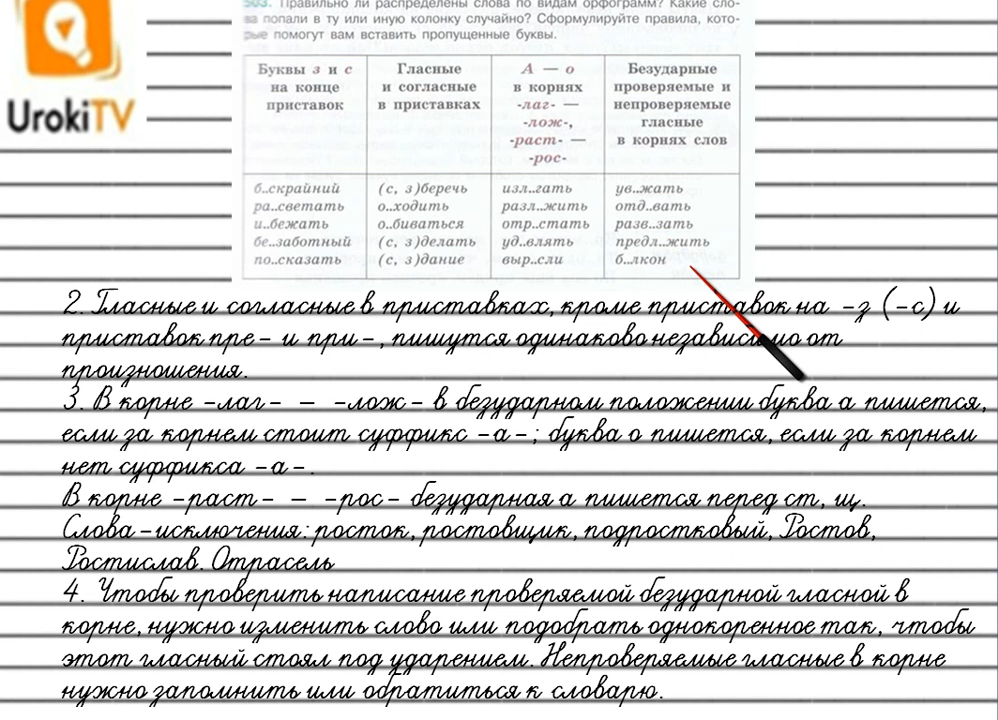 UrokiTV
503. Правильно ли распределены слова по видам орфограмм? Какие сло-
ва попали в ту или иную колонку случайно? Сформулируйте правила, кото-
рые помогут вам вставить пропущенные буквы.
Буквы з и с
на конце
приставок
Гласные
и согласные
в приставках
А — о
в корнях
-лаг- —
-лож-,
-раст- —
-рос-
Безударные
проверяемые и
непроверяемые
гласные
в корнях слов
б..скрайний
ра..светать
и..бежать
бе..заботный
по..сказать
(с, з)беречь
о..ходить
о..биваться
(с, з)делать
(с, з)дание
изл..гать
разл..жить
отр..стать
уд..влять
выр..сли
ув..жать
отд..вать
разв..зать
предл..жить
б..лкон
2. Гласные и согласные в приставках, кроме приставок на -з (-с) и
приставок пре- и при-, пишутся одинаково независимо от
произношения.
3. В корне -лаг- - -лож- в безударном положении буква а пишется,
если за корнем стоит суффикс -а-; буква о пишется, если за корнем
нет суффикса -а-.
В корне -раст- - -рос- безударная а пишется перед ст, щ.
Слова-исключения: росток, ростовщик, подростковый, Ростов,
Ростислав. Отрасель
4. Чтобы проверить написание проверяемой безударной гласной в
корне, нужно изменить слово или подобрать однокоренное так, чтобы
этот гласный стоял под ударением. Непроверяемые гласные в корне
нужно запомнить или обратиться к словарю.